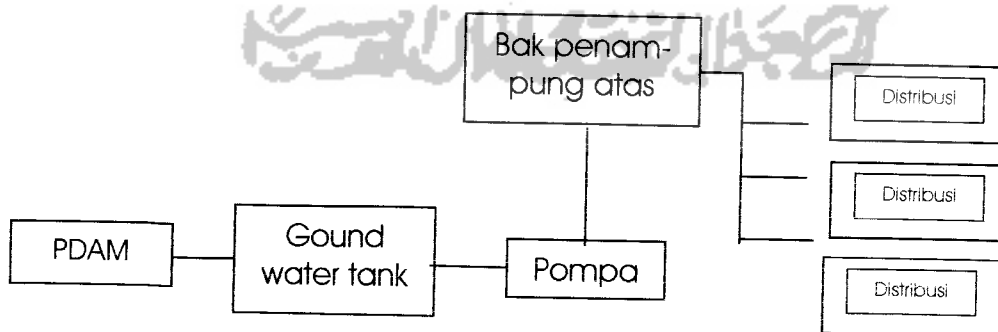 Bak penam-
pung atas
Distribusi
Distribusi
Distribusi
PDAM
Gound
water tank
Pompa